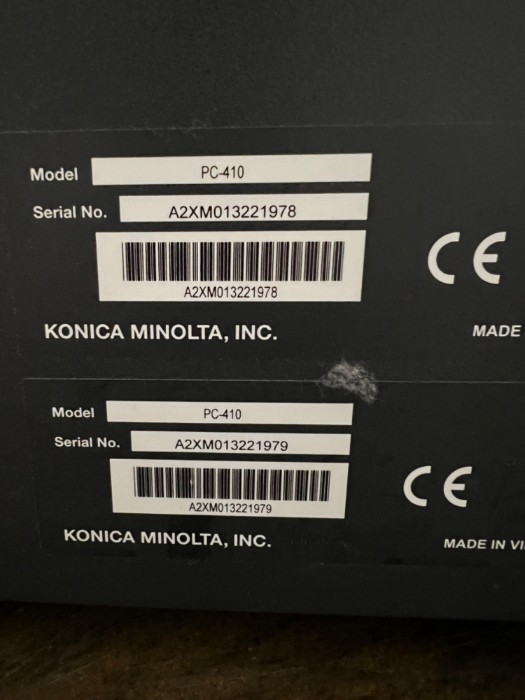 Model PC-410
Serial No. A2XM013221978
A2XM013221978
KONICA MINOLTA, INC.
CE
MADE
Model PC-410
Serial No. A2XM013221979
A2XM013221979
KONICA MINOLTA, INC.
CE
MADE IN VI